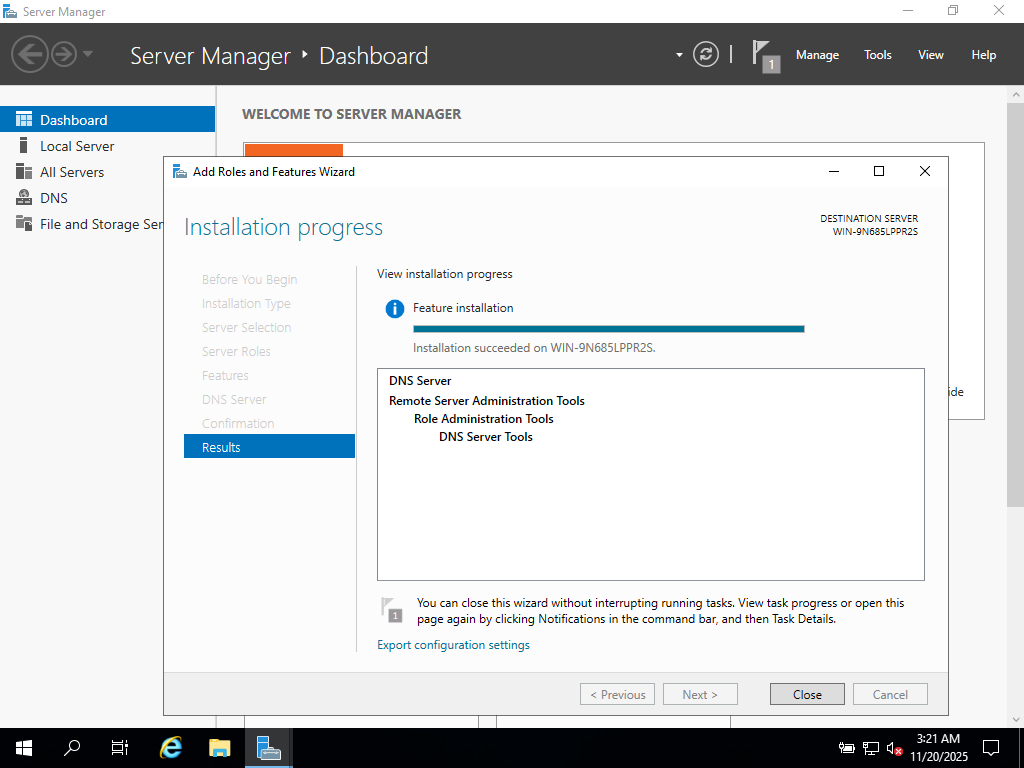 Server Manager
Server Manager ‣ Dashboard
1
Manage
Tools
View
Help
Dashboard
Local Server
All Servers
DNS
File and Storage Ser
WELCOME TO SERVER MANAGER
Add Roles and Features Wizard
Installation progress
DESTINATION SERVER
WIN-9N685LPPR2S
Before You Begin
Installation Type
Server Selection
Server Roles
Features
DNS Server
Confirmation
Results
View installation progress
Feature installation
Installation succeeded on WIN-9N685LPPR2S.
DNS Server
Remote Server Administration Tools
Role Administration Tools
DNS Server Tools
ide
1
You can close this wizard without interrupting running tasks. View task progress or open this
page again by clicking Notifications in the command bar, and then Task Details.
Export configuration settings
< Previous
Next >
Close
Cancel
3:21 AM
11/20/2025